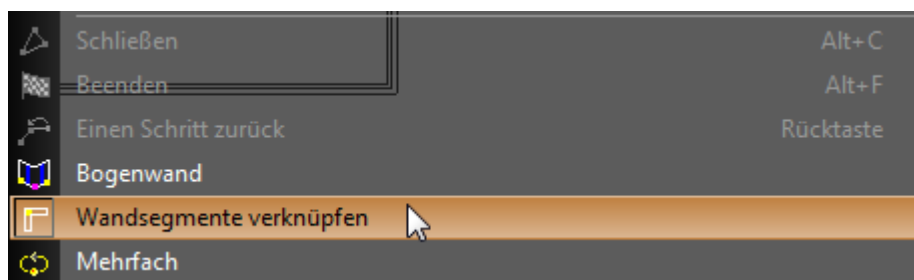 Schließen Alt+C
Beenden Alt+F
Einen Schritt zurück Rücktaste
Bogenwand
Wandsegmente verknüpfen
Mehrfach